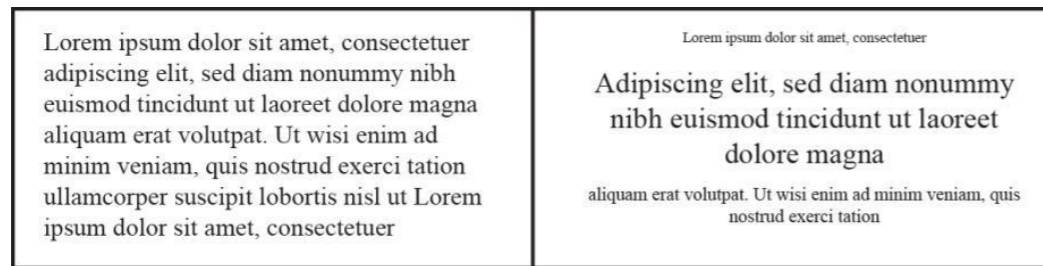 Lorem ipsum dolor sit amet, consectetuer
adipiscing elit, sed diam nonummy nibh
euismod tincidunt ut laoreet dolore magna
aliquam erat volutpat. Ut wisi enim ad
minim veniam, quis nostrud exerci tation
ullamcorper suscipit lobortis nisl ut Lorem
ipsum dolor sit amet, consectetuer
Lorem ipsum dolor sit amet, consectetuer
Adipiscing elit, sed diam nonummy
nibh euismod tincidunt ut laoreet
dolore magna
aliquam erat volutpat. Ut wisi enim ad minim veniam, quis
nostrud exerci tation